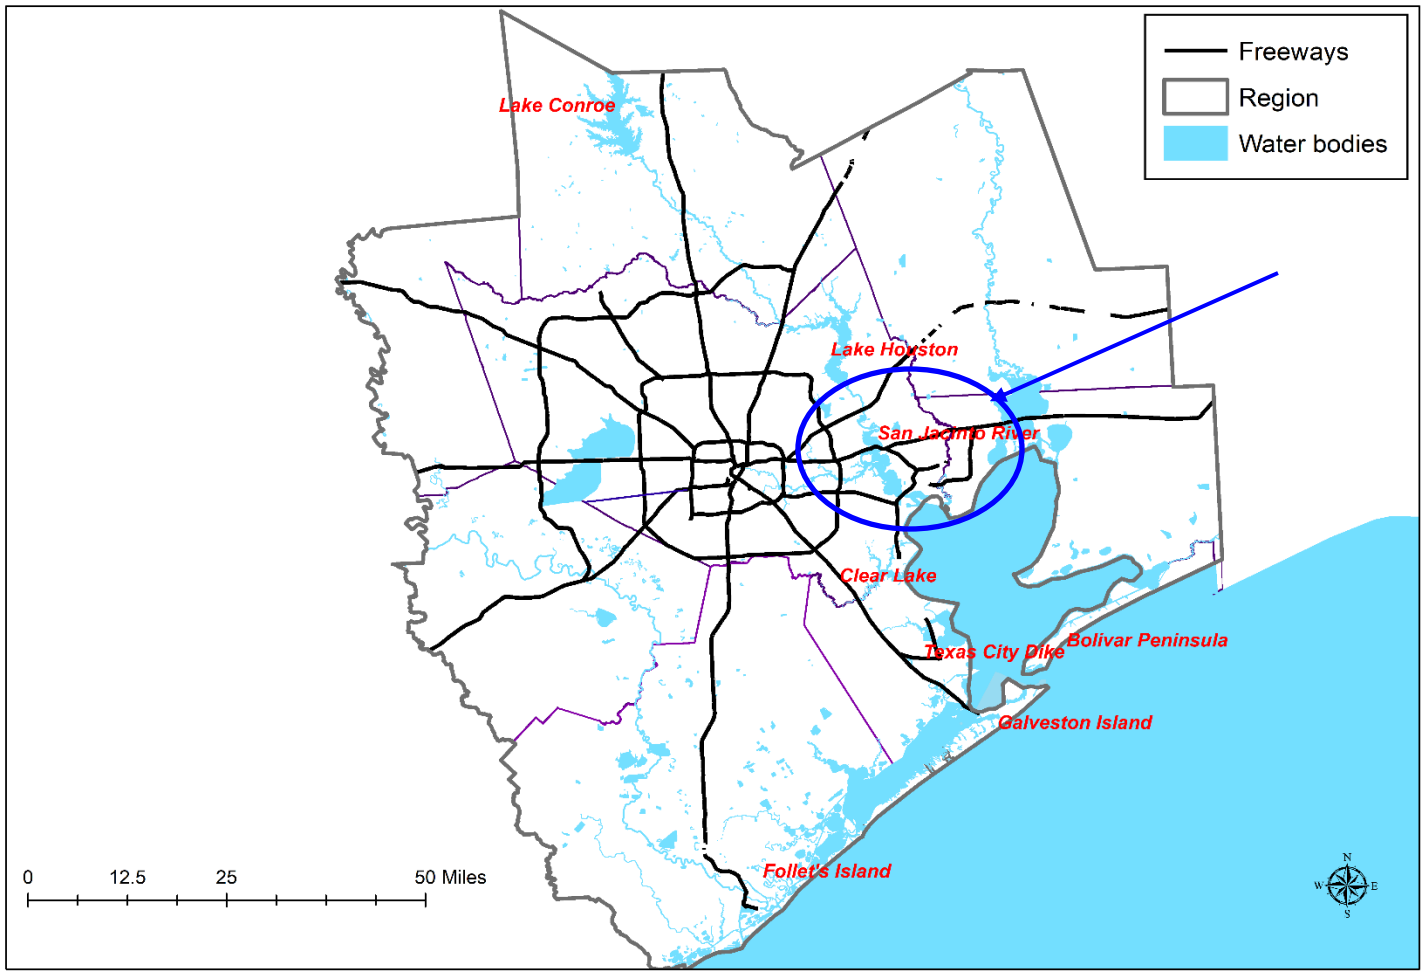 Freeways
Region
Water bodies
Lake Conroe
Lake Houston
San Jacinto River
Clear Lake
Texas City Dike
Bolivar Peninsula
Galveston Island
Follet's Island
0 12.5 25 50 Miles
N
W E
S